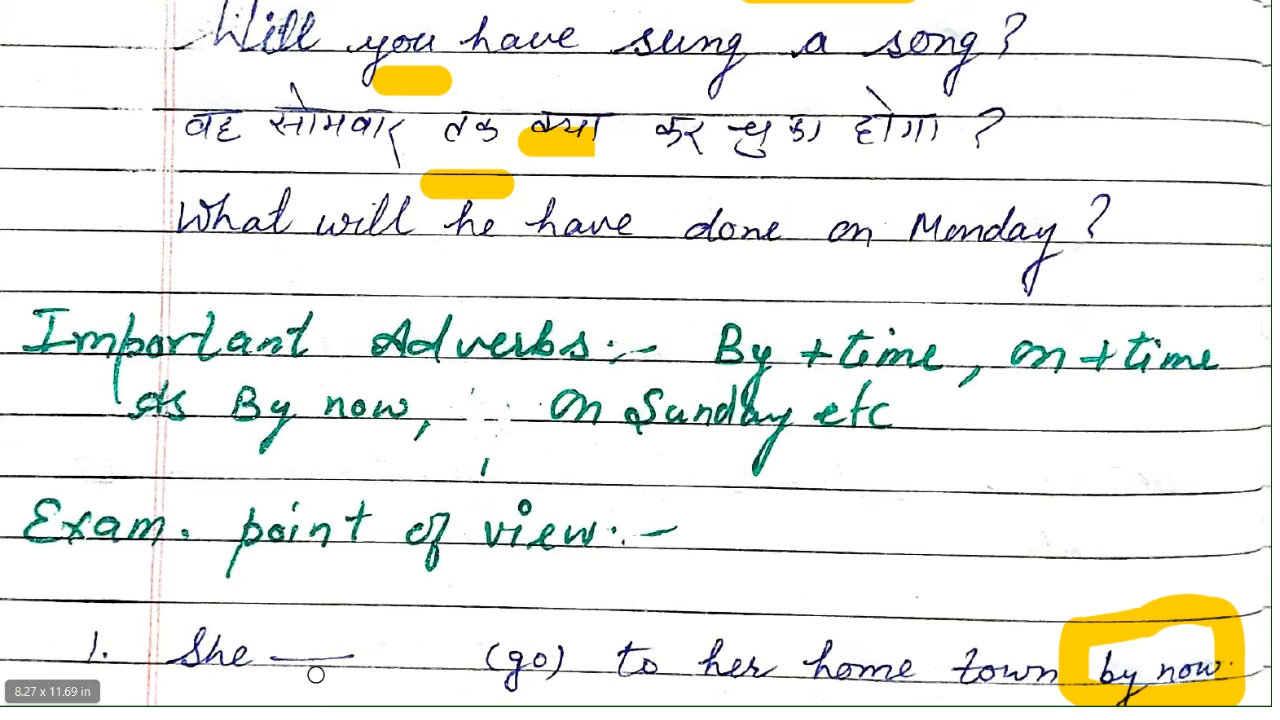 Will you have sung a song?
वह सोमवार तक क्या कर चुका होगा ?
What will he have done on Monday?
Important Adverbs:- By + time, on + time
As By now, on Sunday etc
Exam. point of view:-
1. She — (go) to her home town by now.
8.27 x 11.69 in